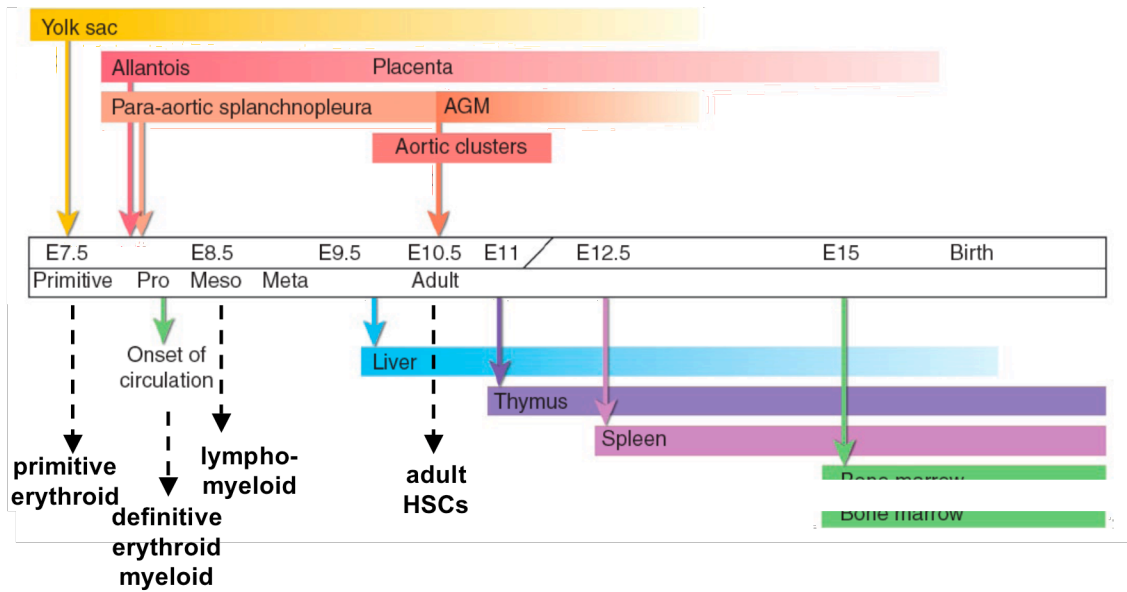 Yolk sac
Allantois Placenta
Para-aortic splanchnopleura AGM
Aortic clusters
E7.5 E8.5 E9.5 E10.5 E11 E12.5 E15 Birth
Primitive Pro Meso Meta Adult
Onset of
circulation
Liver
Thymus
Spleen
Bone marrow
Bone marrow
primitive
erythroid
lympho-
myeloid
adult
HSCs
definitive
erythroid
myeloid